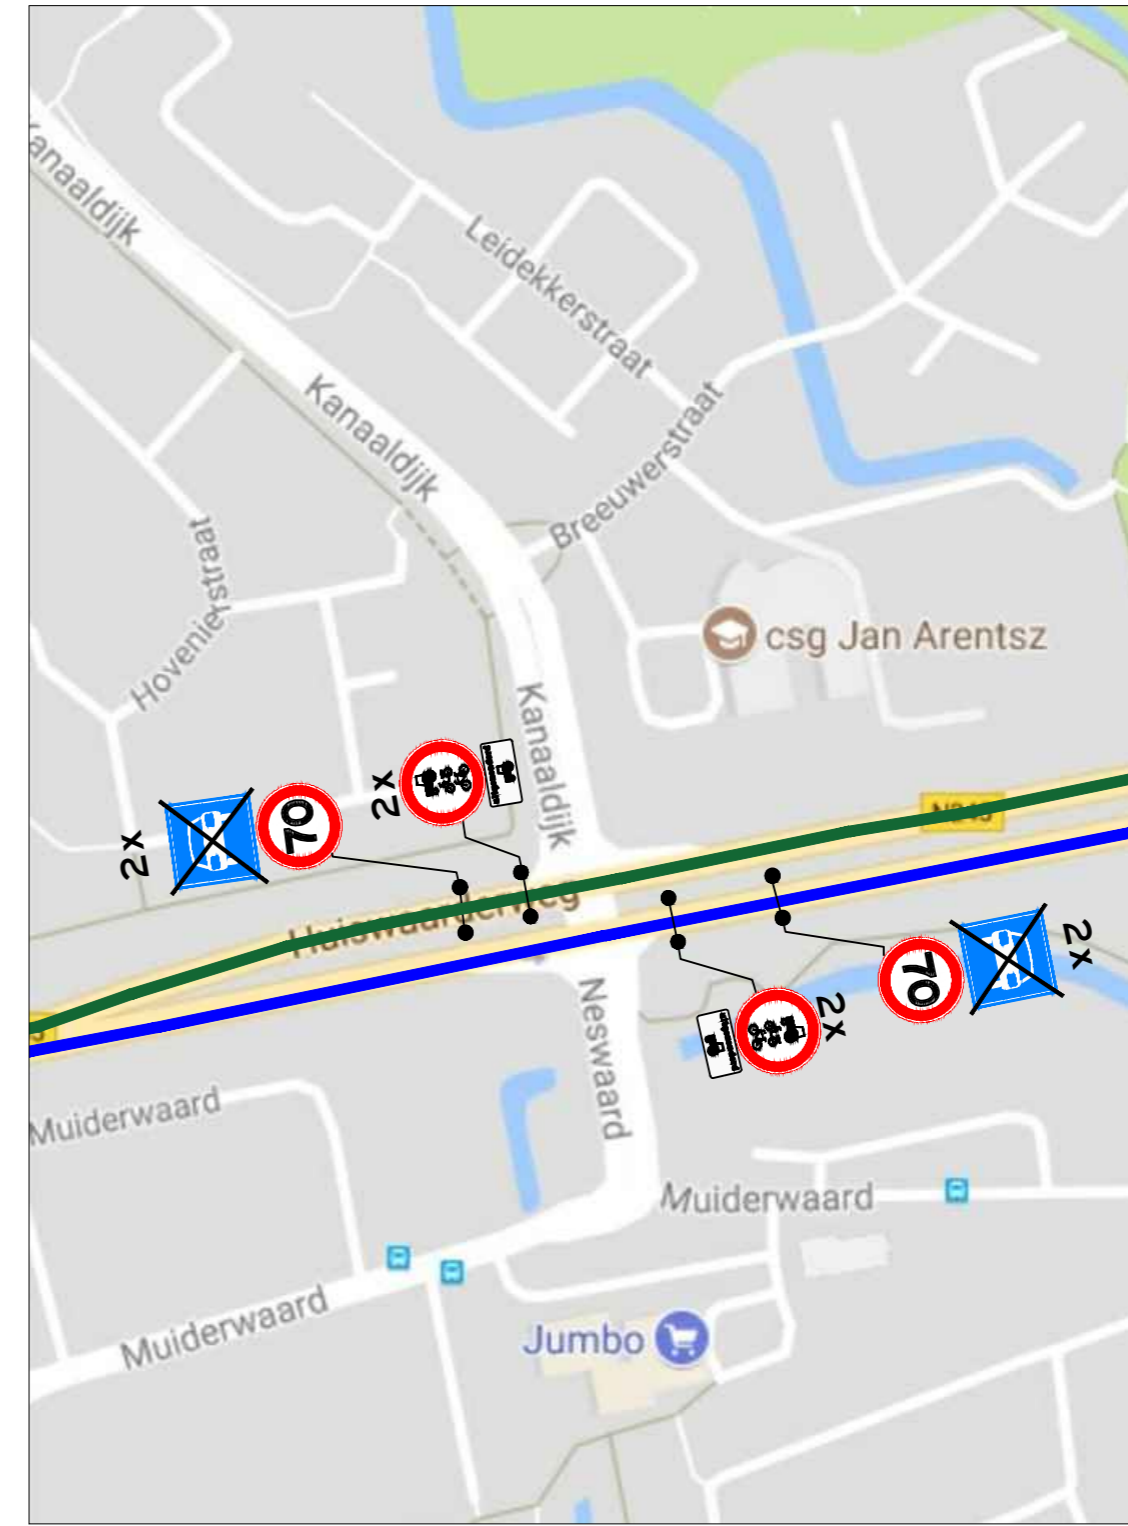 Kanaaldijk
Leidekkerstraat
Kanaaldijk
Breeuwerstraat
Hovenierstraat
csg Jan Arentsz
Kanaaldijk
2x
70
2x
Huiswaarderweg
2x
70
2x
Neswaard
Muiderwaard
Muiderwaard
Muiderwaard
Jumbo